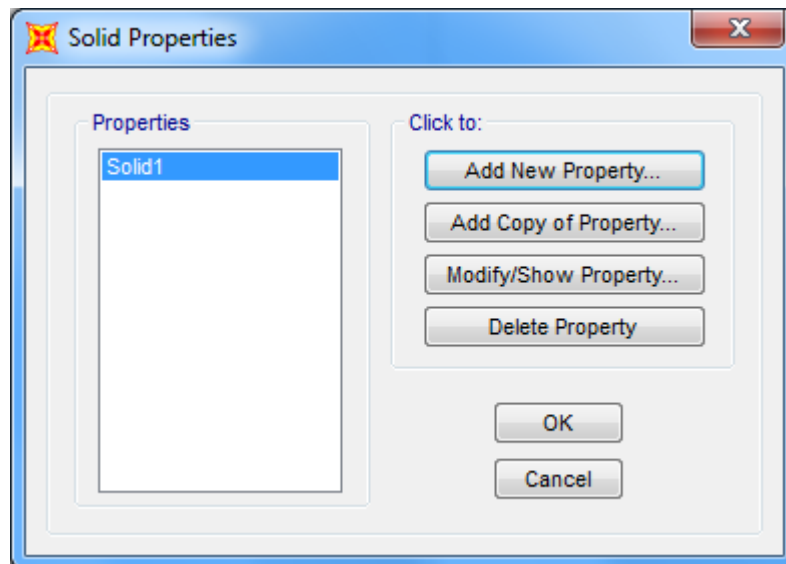 Solid Properties
Properties
Solid1
Click to:
Add New Property...
Add Copy of Property...
Modify/Show Property...
Delete Property
OK
Cancel